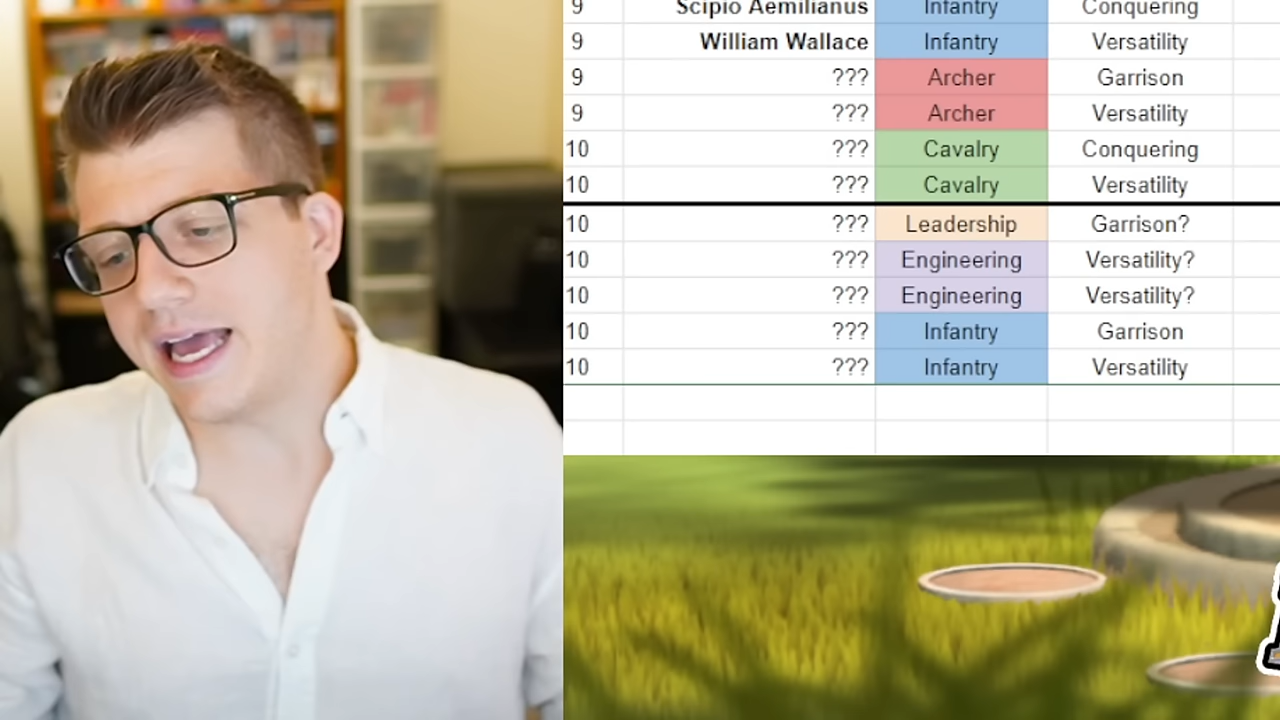 9 Scipio Aemilianus Infantry Conquering
9 William Wallace Infantry Versatility
9 ??? Archer Garrison
9 ??? Archer Versatility
10 ??? Cavalry Conquering
10 ??? Cavalry Versatility
10 ??? Leadership Garrison?
10 ??? Engineering Versatility?
10 ??? Engineering Versatility?
10 ??? Infantry Garrison
10 ??? Infantry Versatility